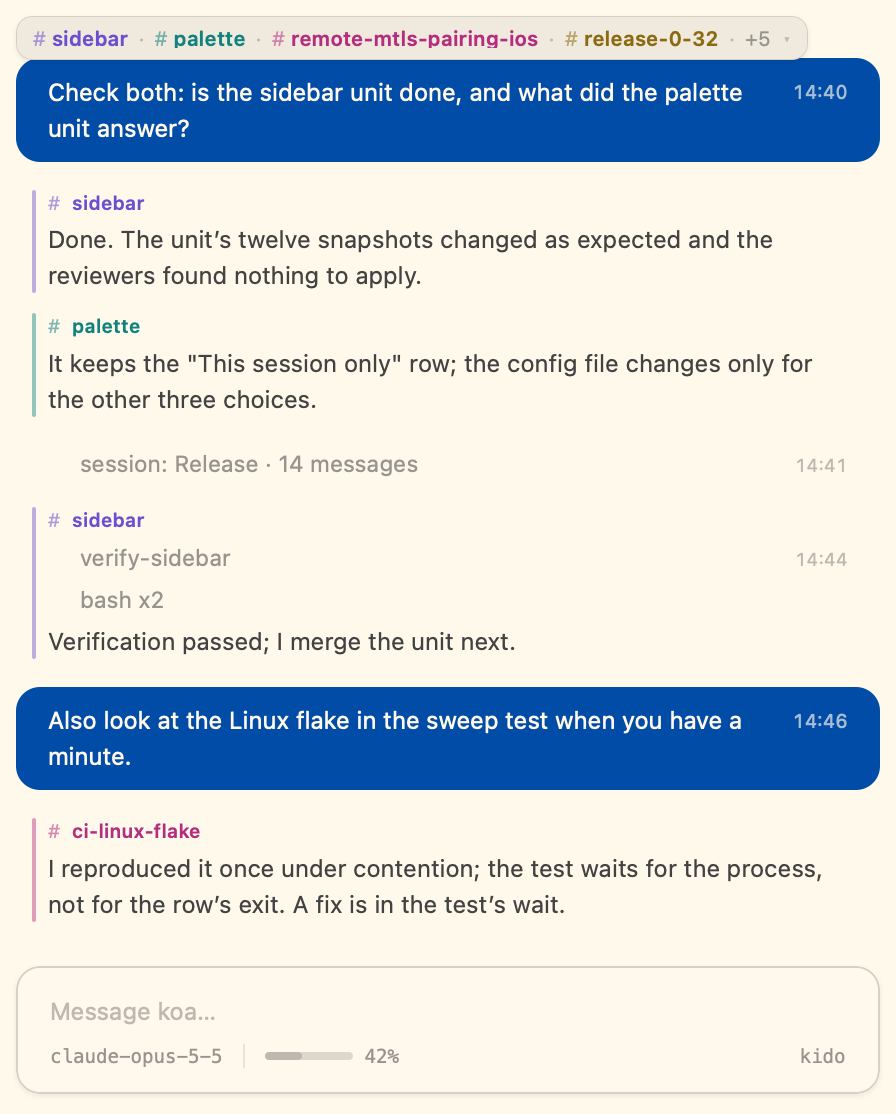 # sidebar · # palette · # remote-mtls-pairing-ios · # release-0-32 · +5 ▾
Check both: is the sidebar unit done, and what did the palette 14:40
unit answer?
# sidebar
Done. The unit’s twelve snapshots changed as expected and the
reviewers found nothing to apply.
# palette
It keeps the "This session only" row; the config file changes only for
the other three choices.
session: Release · 14 messages 14:41
# sidebar
verify-sidebar 14:44
bash x2
Verification passed; I merge the unit next.
Also look at the Linux flake in the sweep test when you have a 14:46
minute.
# ci-linux-flake
I reproduced it once under contention; the test waits for the process,
not for the row’s exit. A fix is in the test’s wait.
Message koa...
claude-opus-5-5 42% kido